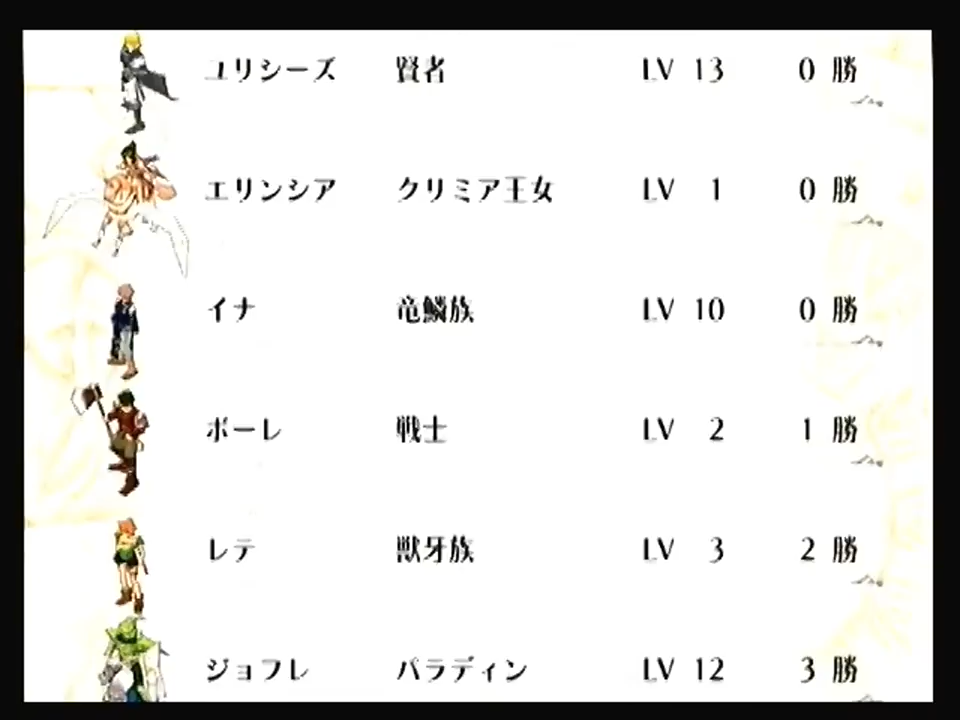 ユリシーズ 賢者 LV 13 0 勝
エリンシア クリミア王女 LV 1 0 勝
イナ 竜鱗族 LV 10 0 勝
ボーレ 戦士 LV 2 1 勝
レテ 獣牙族 LV 3 2 勝
ジョフレ パラディン LV 12 3 勝